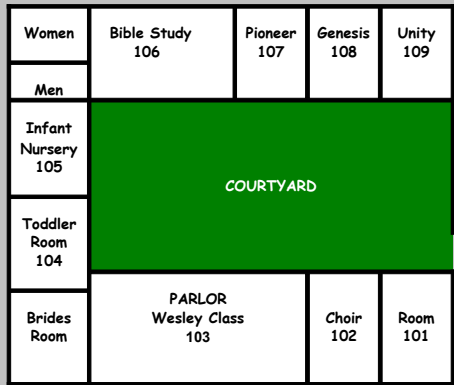 Women
Men
Bible Study
106
Pioneer
107
Genesis
108
Unity
109
Infant
Nursery
105
COURTYARD
Toddler
Room
104
Brides
Room
PARLOR
Wesley Class
103
Choir
102
Room
101